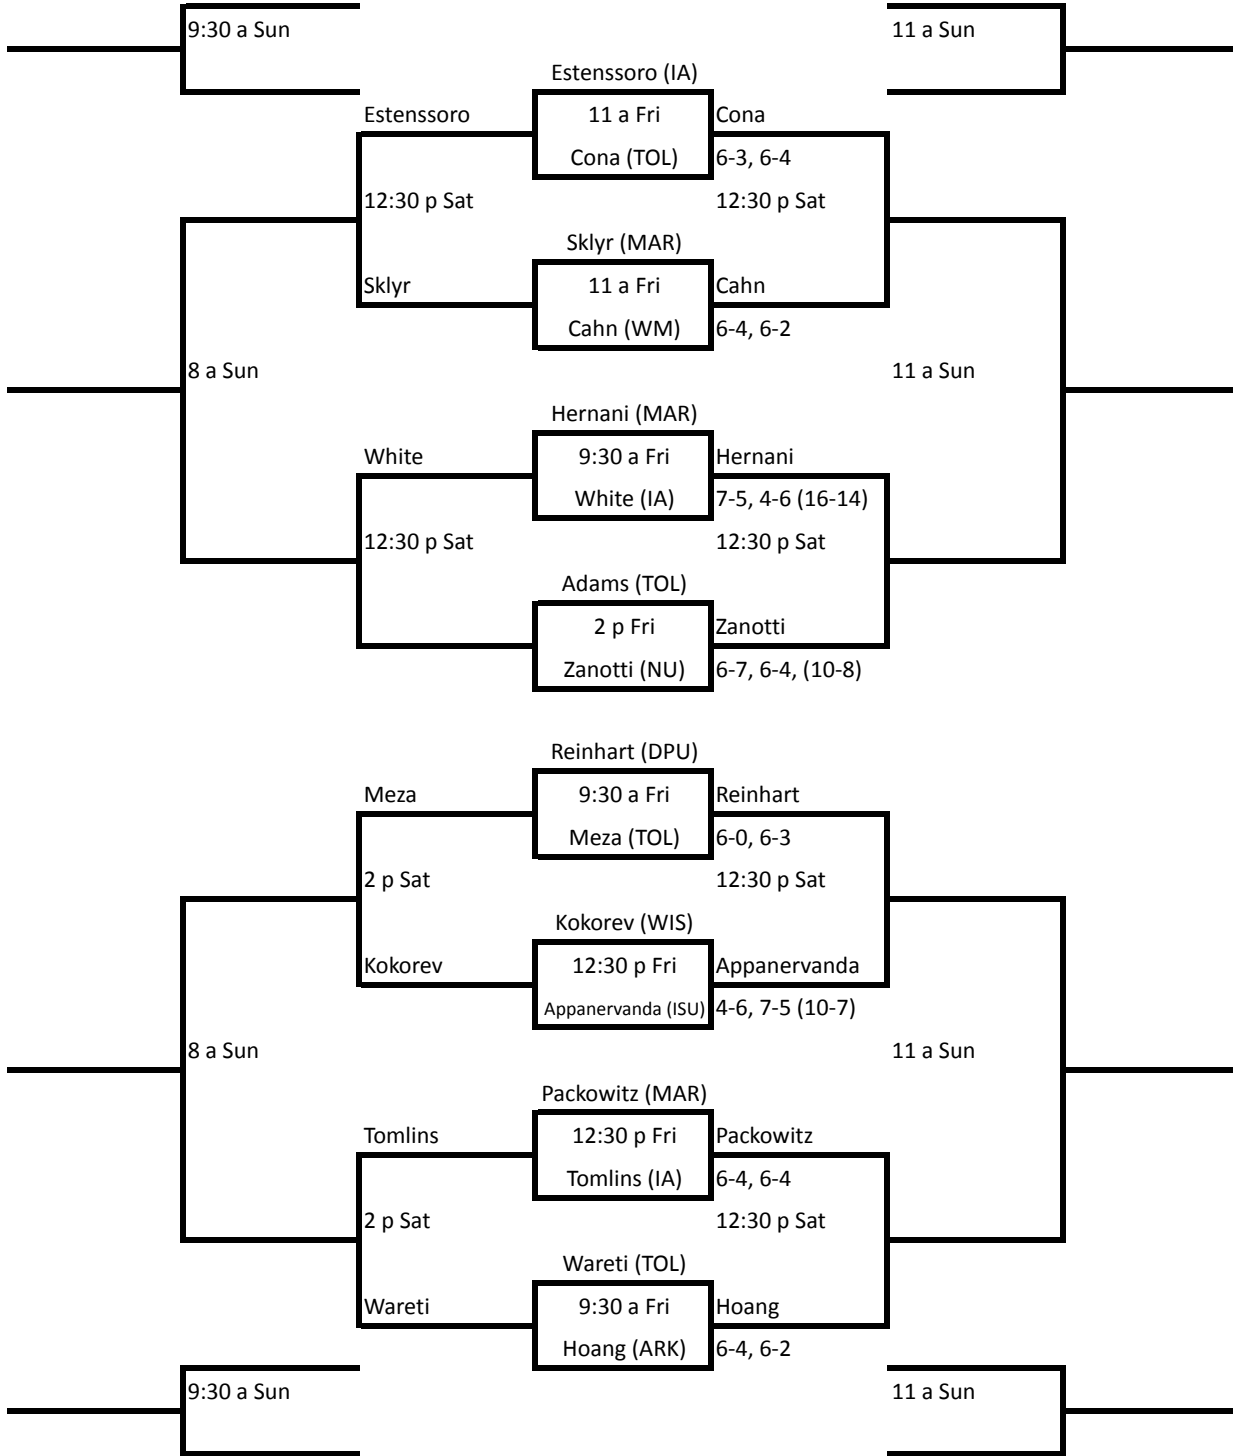 9:30 a Sun
11 a Sun
Estenssoro (IA)
Estenssoro
11 a Fri
Cona
Cona (TOL)
6-3, 6-4
12:30 p Sat
12:30 p Sat
Sklyr (MAR)
Sklyr
11 a Fri
Cahn
Cahn (WM)
6-4, 6-2
8 a Sun
11 a Sun
Hernani (MAR)
White
9:30 a Fri
Hernani
White (IA)
7-5, 4-6 (16-14)
12:30 p Sat
12:30 p Sat
Adams (TOL)
2 p Fri
Zanotti
Zanotti (NU)
6-7, 6-4, (10-8)
Reinhart (DPU)
Meza
9:30 a Fri
Reinhart
Meza (TOL)
6-0, 6-3
2 p Sat
12:30 p Sat
Kokorev (WIS)
Kokorev
12:30 p Fri
Appanervanda
Appanervanda (ISU)
4-6, 7-5 (10-7)
8 a Sun
11 a Sun
Packowitz (MAR)
Tomlins
12:30 p Fri
Packowitz
Tomlins (IA)
6-4, 6-4
2 p Sat
12:30 p Sat
Wareti (TOL)
Wareti
9:30 a Fri
Hoang
Hoang (ARK)
6-4, 6-2
9:30 a Sun
11 a Sun